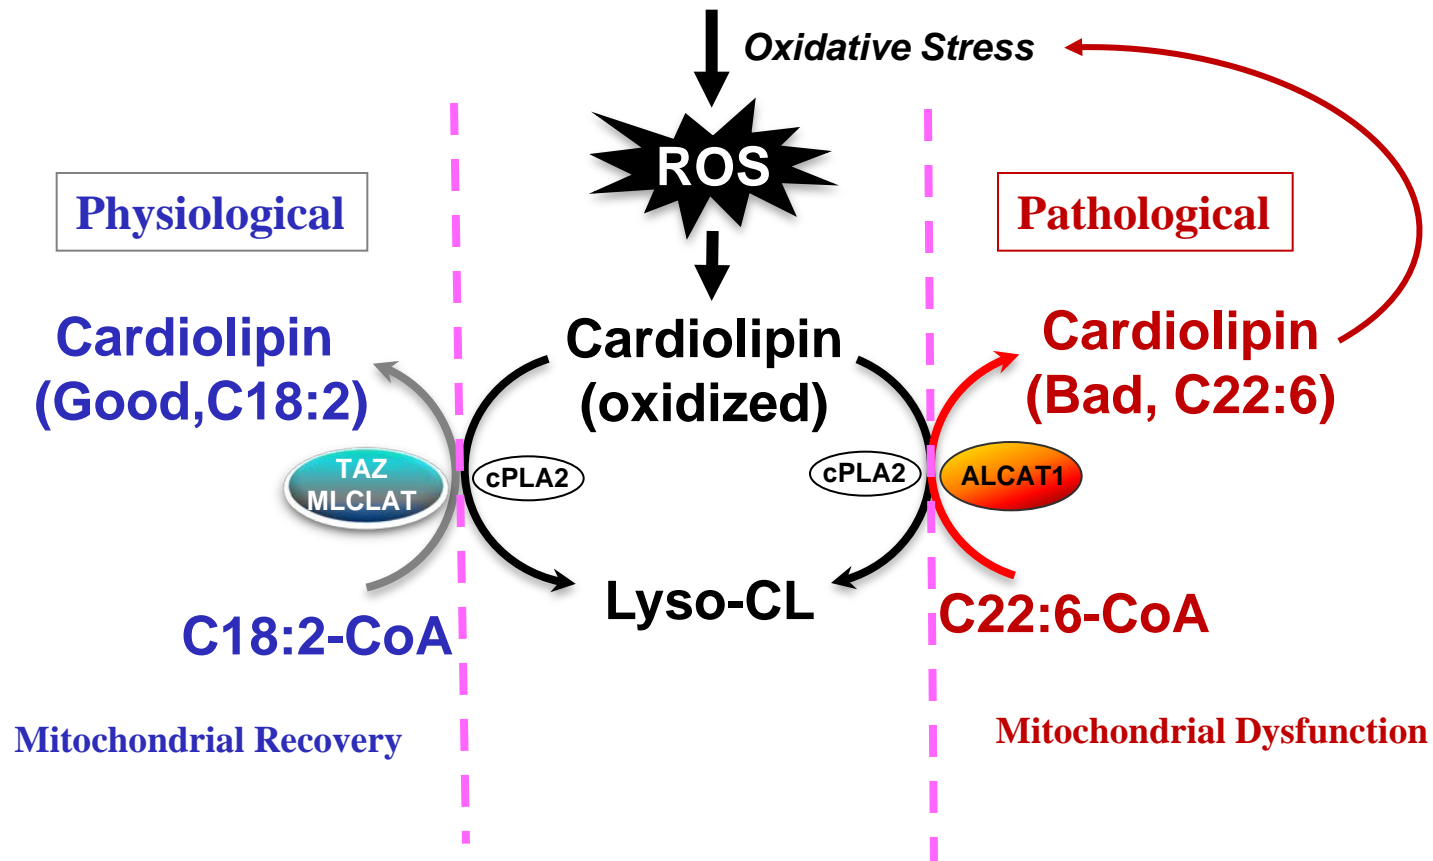 Oxidative Stress
ROS
Physiological
Pathological
Cardiolipin
(Good,C18:2)
Cardiolipin
(oxidized)
Cardiolipin
(Bad, C22:6)
TAZ
MLCLAT
cPLA2
cPLA2
ALCAT1
Lyso-CL
C18:2-CoA
C22:6-CoA
Mitochondrial Recovery
Mitochondrial Dysfunction